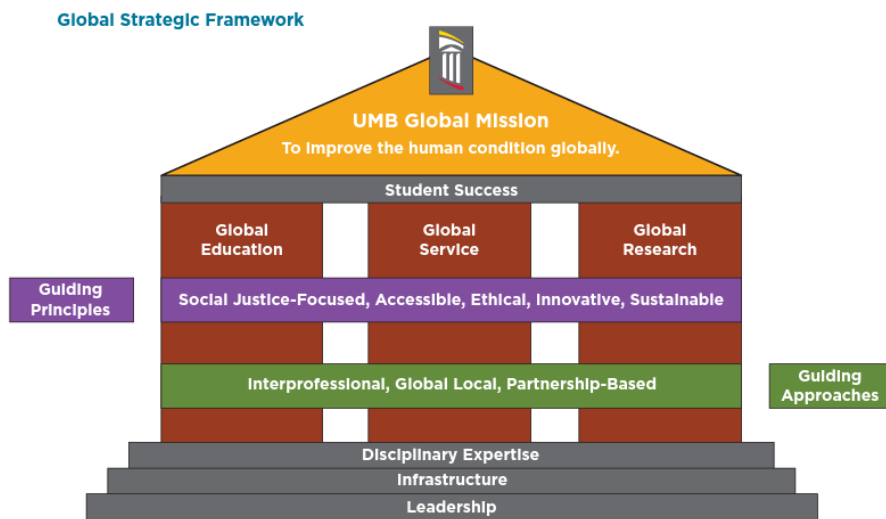 Global Strategic Framework
UMB Global Mission
To improve the human condition globally.
Student Success
Global
Education
Global
Service
Global
Research
Guiding
Principles
Social Justice-Focused, Accessible, Ethical, Innovative, Sustainable
Interprofessional, Global Local, Partnership-Based
Guiding
Approaches
Disciplinary Expertise
Infrastructure
Leadership